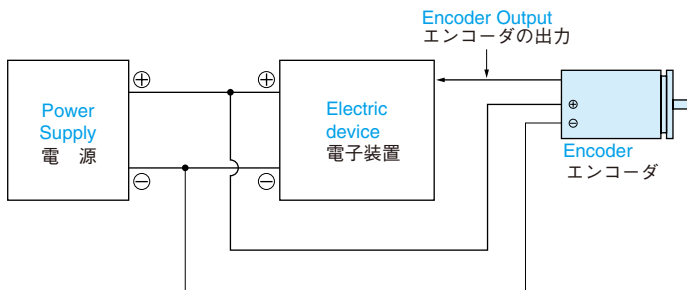 Encoder Output
エンコーダの出力
⊕
⊕
Power
Supply
電 源
Electric
device
電子装置
⊕
⊖
⊖
⊖
Encoder
エンコーダ